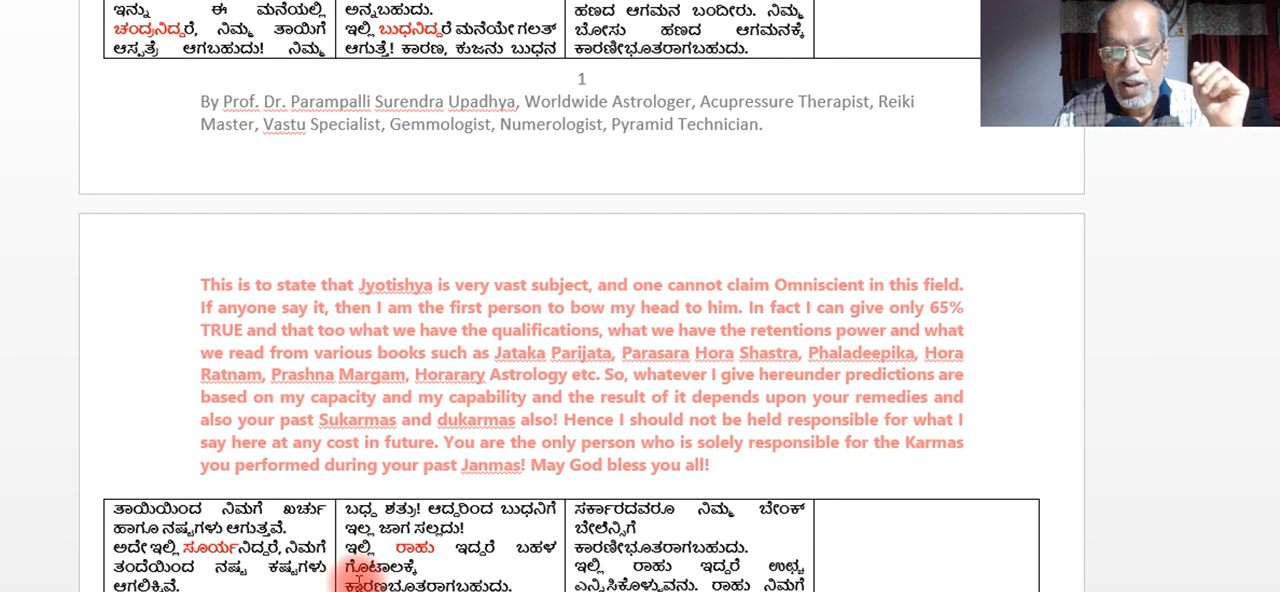 ಇನ್ನು ಈ ಮನೆಯಲ್ಲಿ
ಚಂದ್ರನಿದ್ದರೆ, ನಿಮ್ಮ ತಾಯಿಗೆ
ಆಸ್ಪತ್ರೆ ಆಗಬಹುದು! ನಿಮ್ಮ
ಅನ್ನಬಹುದು.
ಇಲ್ಲಿ ಬುಧನಿದ್ದರೆ ಮನೆಯೇ ಗಲತ್
ಆಗುತ್ತೆ! ಕಾರಣ, ಕುಜನು ಬುಧನ
ಹಣದ ಆಗಮನ ಬಂದೀರು. ನಿಮ್ಮ
ಬೋಸು ಹಣದ ಆಗಮನಕ್ಕೆ
ಕಾರಣೀಭೂತರಾಗಬಹುದು.
1
By Prof. Dr. Parampalli Surendra Upadhya, Worldwide Astrologer, Acupressure Therapist, Reiki
Master, Vastu Specialist, Gemmologist, Numerologist, Pyramid Technician.
This is to state that Jyotishya is very vast subject, and one cannot claim Omniscient in this field.
If anyone say it, then I am the first person to bow my head to him. In fact I can give only 65%
TRUE and that too what we have the qualifications, what we have the retentions power and what
we read from various books such as Jataka Parijata, Parasara Hora Shastra, Phaladeepika, Hora
Ratnam, Prashna Margam, Horarary Astrology etc. So, whatever I give hereunder predictions are
based on my capacity and my capability and the result of it depends upon your remedies and
also your past Sukarmas and dukarmas also! Hence I should not be held responsible for what I
say here at any cost in future. You are the only person who is solely responsible for the Karmas
you performed during your past Janmas! May God bless you all!
ತಾಯಿಯಿಂದ ನಿಮಗೆ ಖರ್ಚು
ಹಾಗೂ ನಷ್ಟಗಳು ಆಗುತ್ತವೆ.
ಅದೇ ಇಲ್ಲಿ ಸೂರ್ಯನಿದ್ದರೆ, ನಿಮಗೆ
ತಂದೆಯಿಂದ ನಷ್ಟ ಕಷ್ಟಗಳು
ಆಗಲಿಕ್ಕಿವೆ.
ಬಧ್ಧ ಶತ್ರು! ಆದ್ದರಿಂದ ಬುಧನಿಗೆ
ಇಲ್ಲಿ ಜಾಗ ಸಲ್ಲದು!
ಇಲ್ಲಿ ರಾಹು ಇದ್ದರೆ ಬಹಳ
ಗೊಟಾಲಕ್ಕೆ
ಕಾರಣಭೂತರಾಗಬಹುದು.
ಸರ್ಕಾರದವರೂ ನಿಮ್ಮ ಬೇಂಕ್
ಬೇಲೆನ್ಸಿಗೆ
ಕಾರಣೀಭೂತರಾಗಬಹುದು.
ಇಲ್ಲಿ ರಾಹು ಇದ್ದರೆ ಉಚ್ಛ
ಎನ್ನಿಸಿಕೊಳ್ಳುವನು. ರಾಹು ನಿಮಗೆ